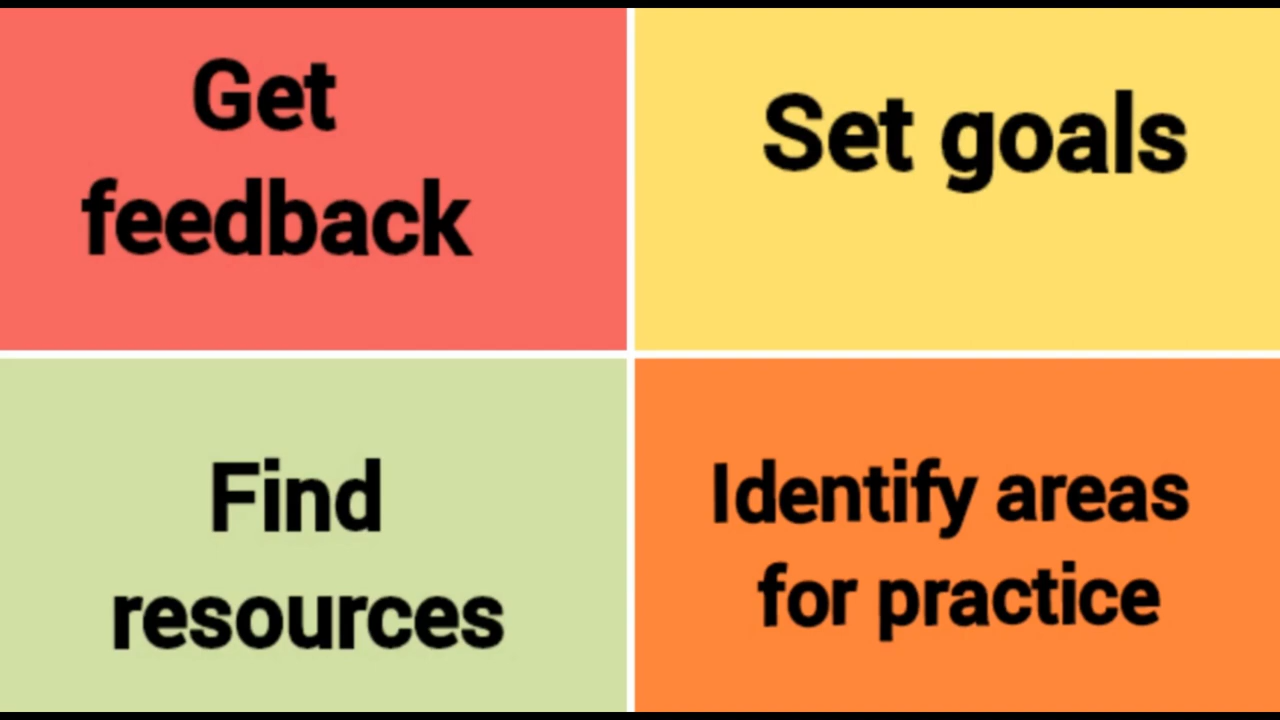 Get
feedback
Set goals
Find
resources
Identify areas
for practice